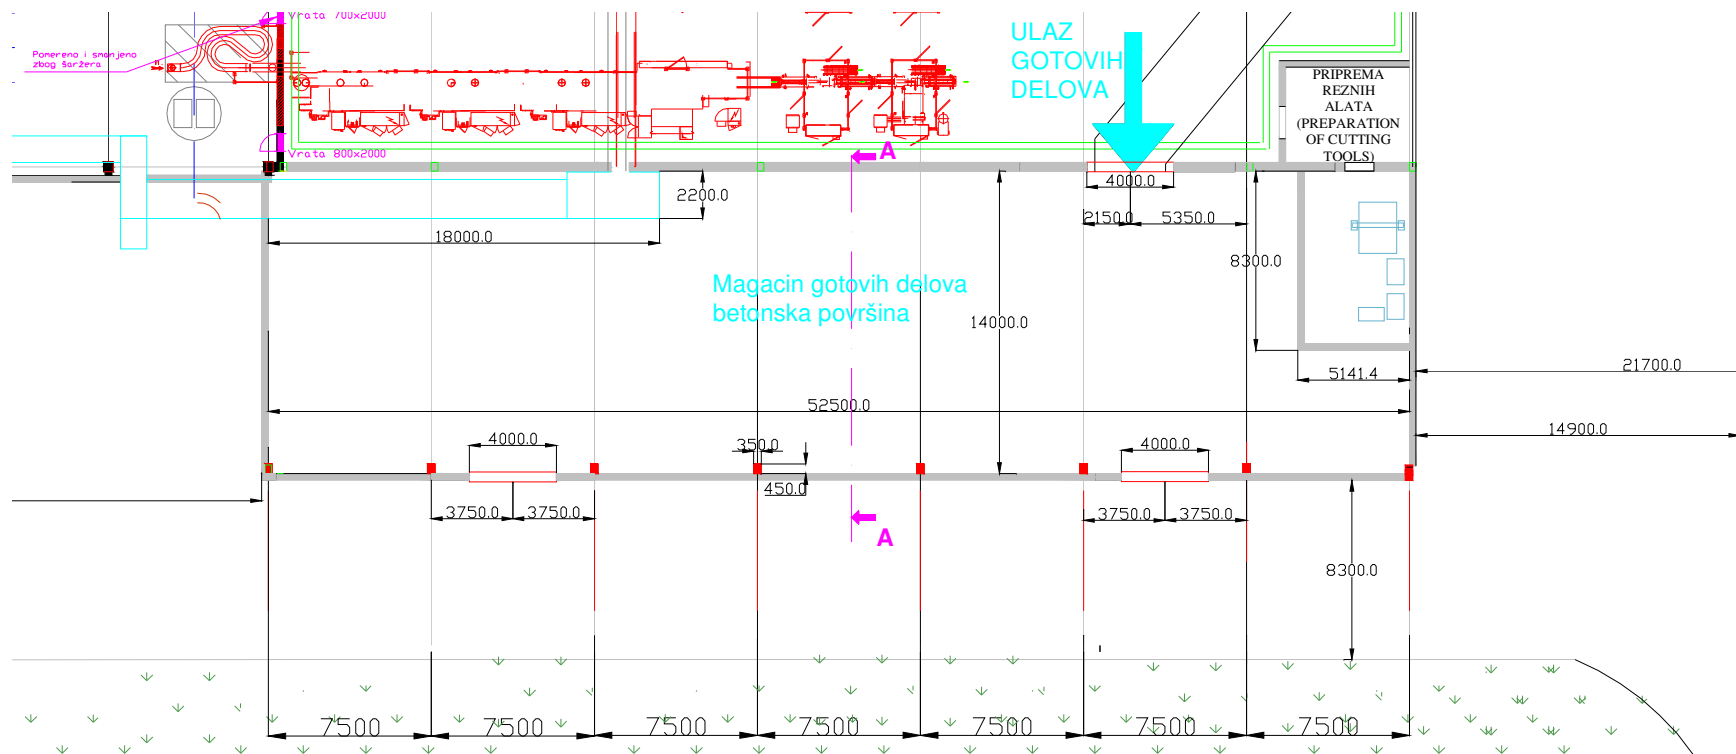 Vrata 700x2000
Pomereno i smanjeno
zbog šaržera
Vrata 800x2000
ULAZ
GOTOVIH
DELOVA
PRIPREMA
REZNIH
ALATA
(PREPARATION
OF CUTTING
TOOLS)
A
4000.0
2200.0
2150.0
5350.0
18000.0
8300.0
Magacin gotovih delova
betonska površina
14000.0
21700.0
5141.4
52500.0
14900.0
4000.0
350.0
4000.0
450.0
3750.0
3750.0
3750.0
3750.0
A
8300.0
7500
7500
7500
7500
7500
7500
7500